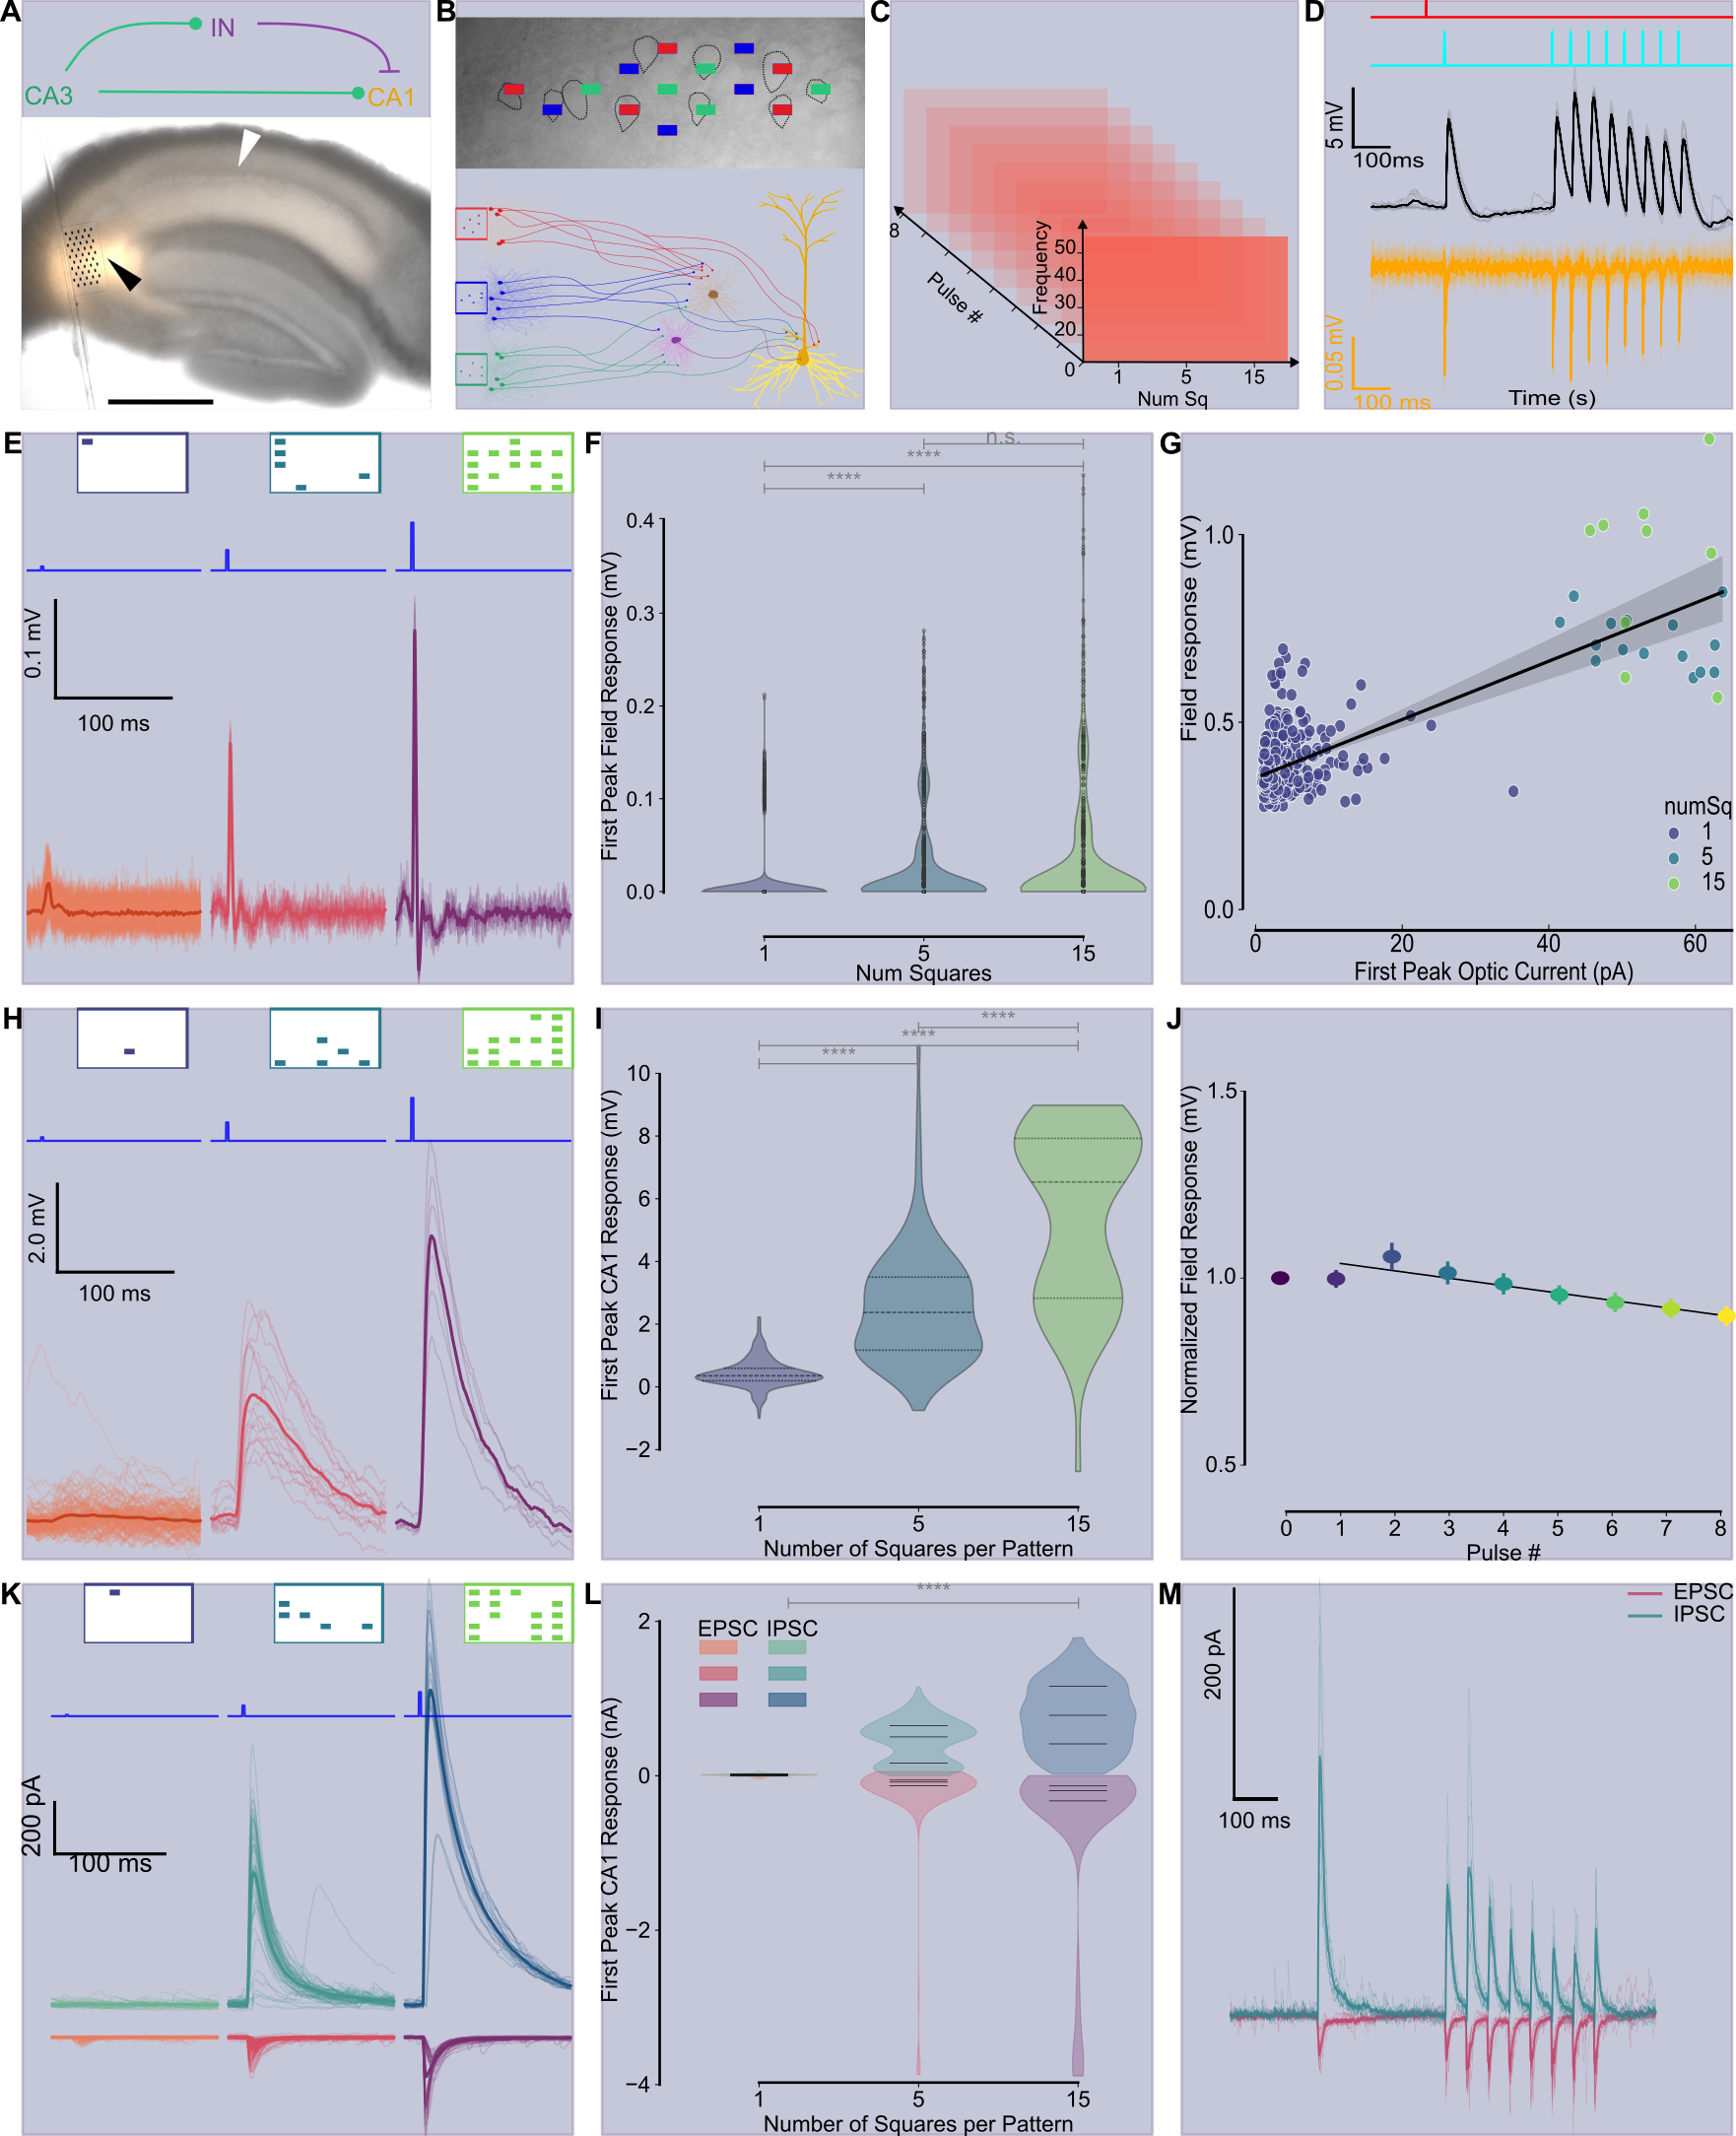 A
IN
CA3
CA1
B
C
8
Pulse #
Frequency
50
40
30
20
0
1
5
15
Num Sq
D
5 mV
100ms
0.05 mV
100 ms
Time (s)
E
0.1 mV
100 ms
F
n.s.
****
****
First Peak Field Response (mV)
0.4
0.3
0.2
0.1
0.0
1
5
15
Num Squares
G
Field response (mV)
1.0
0.5
0.0
numSq
1
5
15
0
20
40
60
First Peak Optic Current (pA)
H
2.0 mV
100 ms
I
****
****
****
First Peak CA1 Response (mV)
10
8
6
4
2
0
−2
1
5
15
Number of Squares per Pattern
J
Normalized Field Response (mV)
1.5
1.0
0.5
0 1 2 3 4 5 6 7 8
Pulse #
K
200 pA
100 ms
L
****
EPSC IPSC
First Peak CA1 Response (nA)
2
0
−2
−4
1
5
15
Number of Squares per Pattern
M
EPSC
IPSC
200 pA
100 ms